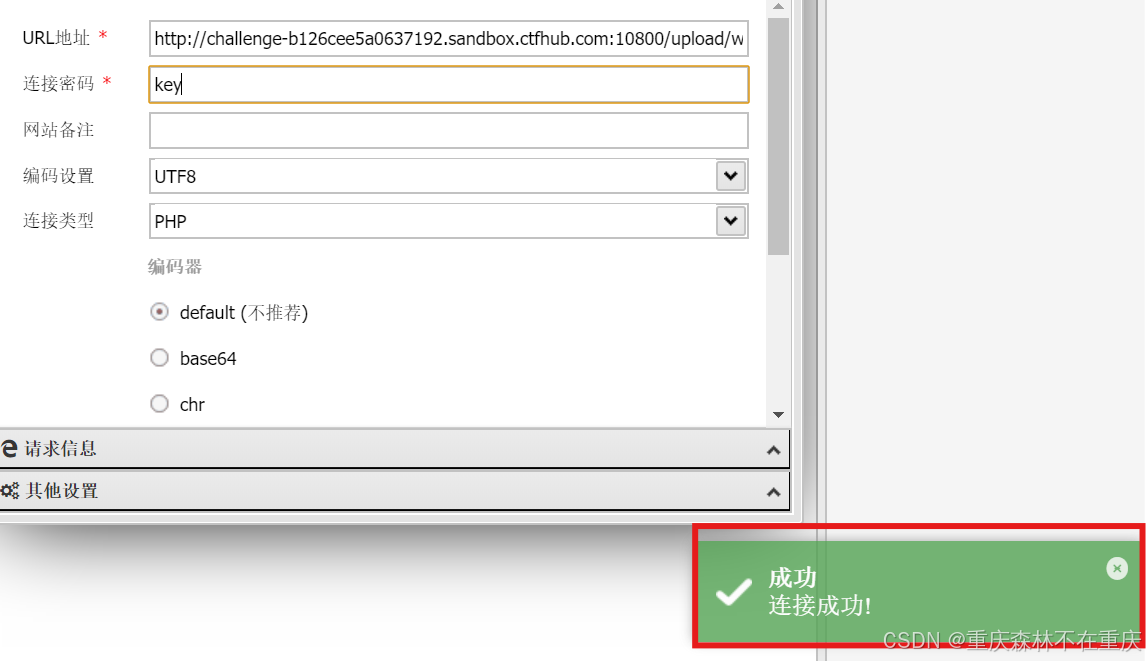 URL地址 *
http://challenge-b126cee5a0637192.sandbox.ctfhub.com:10800/upload/w
连接密码 *
key
网站备注
编码设置
UTF8
连接类型
PHP
编码器
default (不推荐)
base64
chr
请求信息
其他设置
成功
连接成功!
CSDN @重庆森林不在重庆